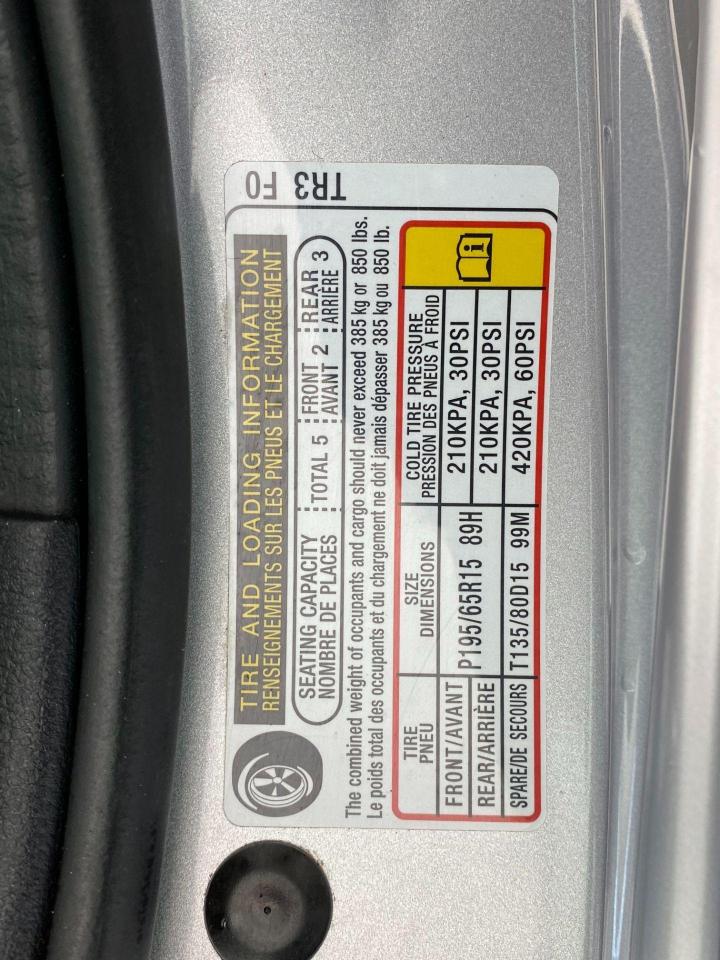 TIRE AND LOADING INFORMATION
RENSEIGNEMENTS SUR LES PNEUS ET LE CHARGEMENT
SEATING CAPACITY TOTAL 5 FRONT 2 REAR 3
NOMBRE DE PLACES AVANT ARRIÈRE
The combined weight of occupants and cargo should never exceed 385 kg or 850 lbs.
Le poids total des occupants et du chargement ne doit jamais dépasser 385 kg ou 850 lb.
TIRE SIZE COLD TIRE PRESSURE
PNEU DIMENSIONS PRESSION DES PNEUS À FROID
FRONT/AVANT P195/65R15 89H 210KPA, 30PSI
REAR/ARRIÈRE 210KPA, 30PSI
SPARE/DE SECOURS T135/80D15 99M 420KPA, 60PSI
TR3 F0